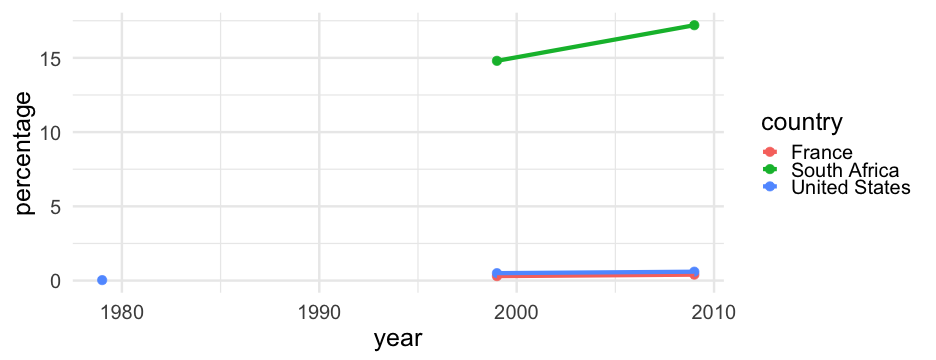 15
10
5
0
percentage
1980
1990
2000
2010
year
country
France
South Africa
United States